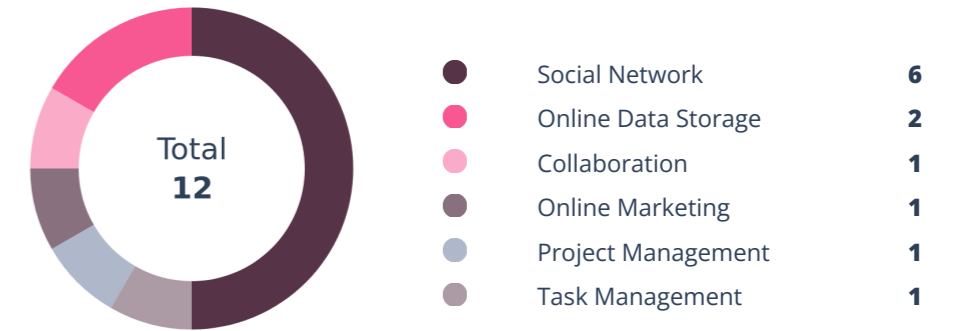 Total
12
Social Network 6
Online Data Storage 2
Collaboration 1
Online Marketing 1
Project Management 1
Task Management 1